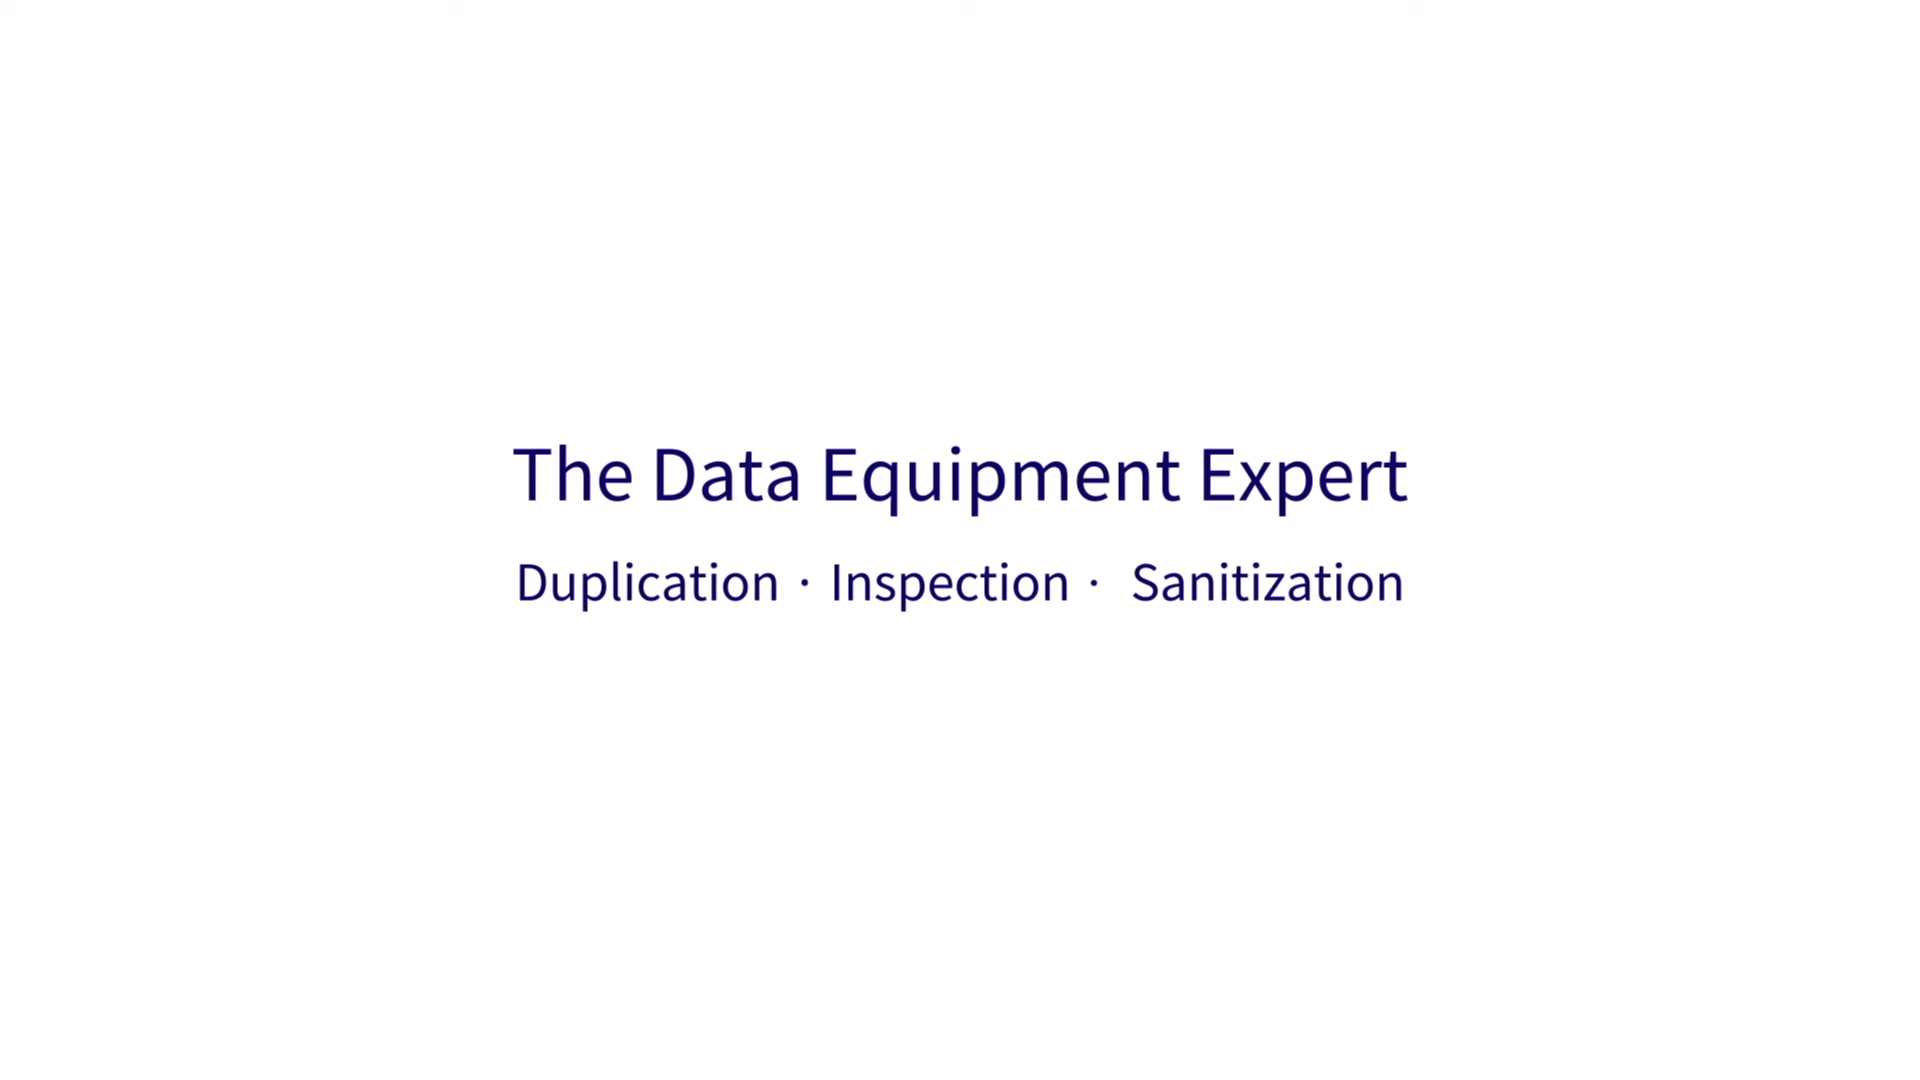 The Data Equipment Expert
Duplication · Inspection · Sanitization